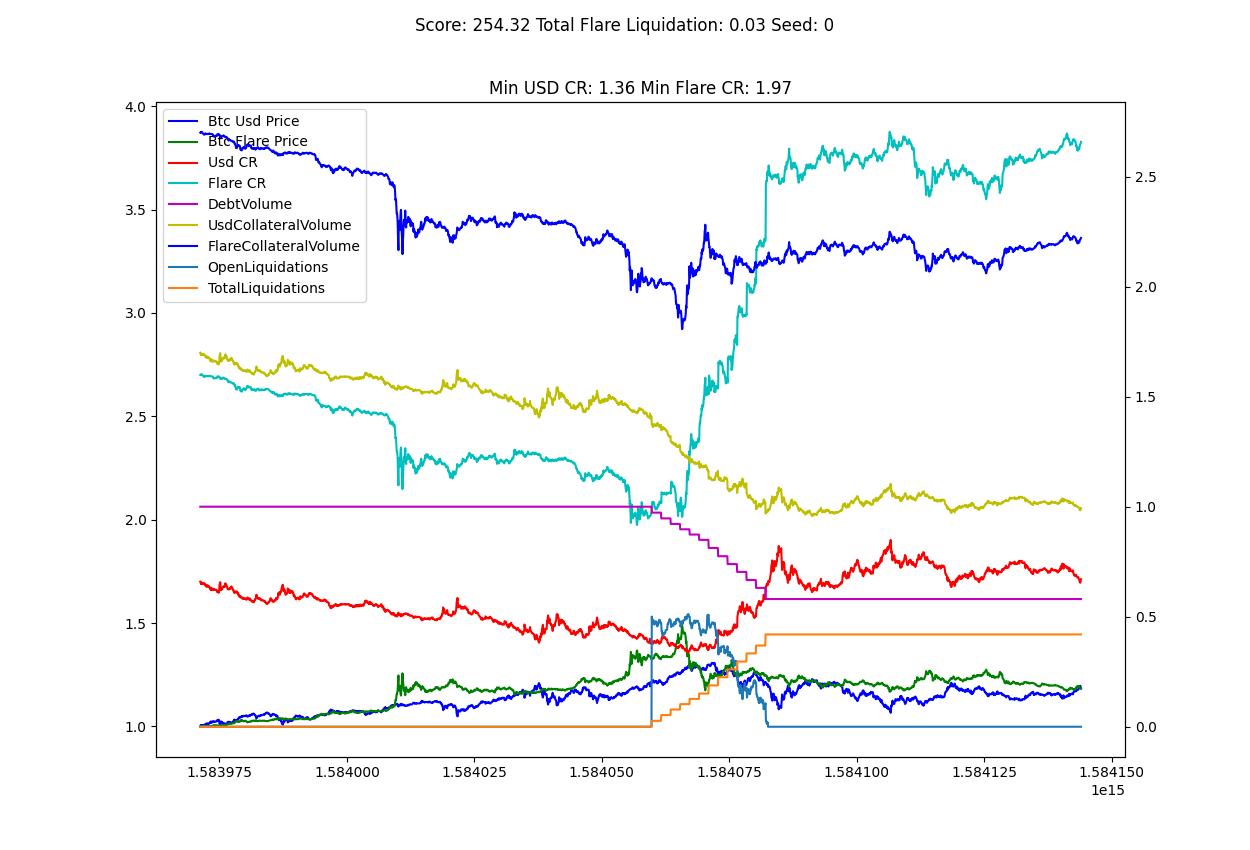 Score: 254.32 Total Flare Liquidation: 0.03 Seed: 0
Min USD CR: 1.36 Min Flare CR: 1.97
Btc Usd Price
Btc Flare Price
Usd CR
Flare CR
DebtVolume
UsdCollateralVolume
FlareCollateralVolume
OpenLiquidations
TotalLiquidations
4.0
3.5
3.0
2.5
2.0
1.5
1.0
2.5
2.0
1.5
1.0
0.5
0.0
1.583975 1.584000 1.584025 1.584050 1.584075 1.584100 1.584125 1.584150
1e15